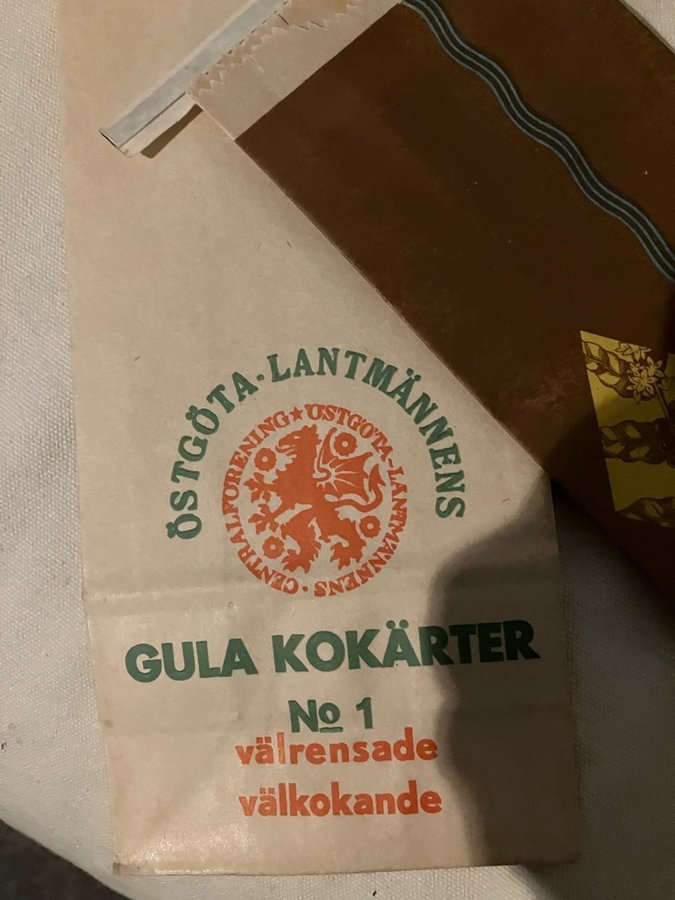 ÖSTGÖTA-LANTMÄNNENS
ÖSTGÖTA-LANTMÄNNENS · CENTRALFÖRENING ★
GULA KOKÄRTER
No 1
välrensade
välkokande